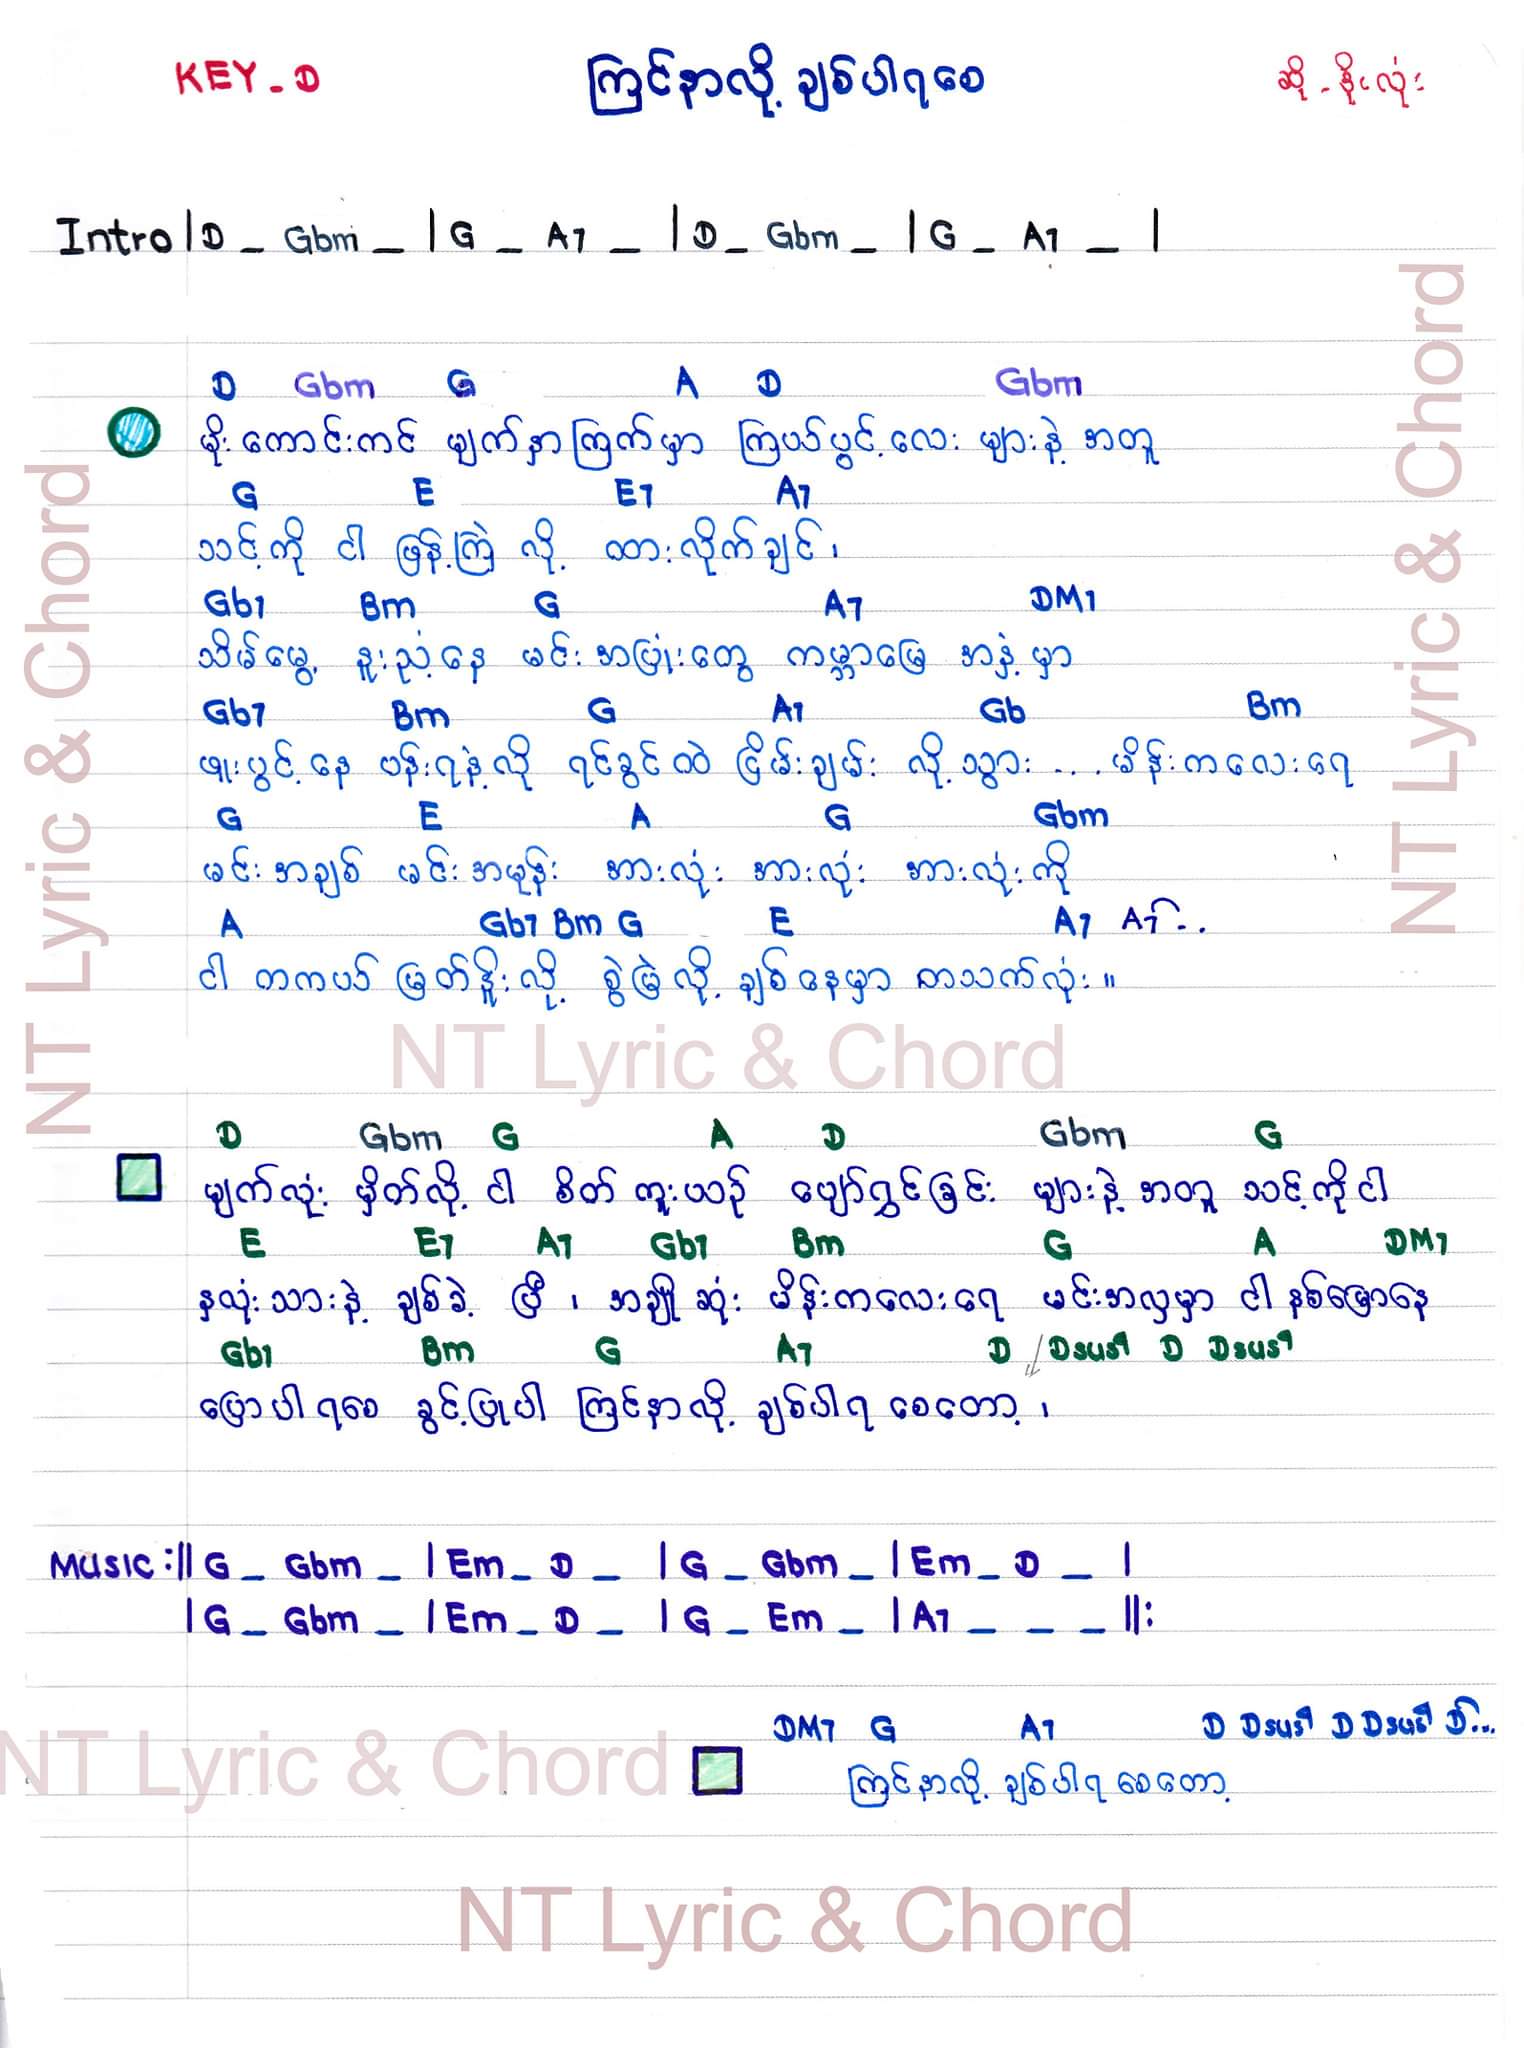 KEY - D ကြင်နာလို့ ချစ်ပါရစေ ဆို - နိုင်လုံး
Intro | D _ Gbm _ | G _ A7 _ | D _ Gbm _ | G _ A7 _ |
D Gbm G A D Gbm
မိုးကောင်းကင် မျက်နှာကြက်မှာ ကြယ်ပွင့်လေး များနဲ့ အတူ
G E E7 A7
သင့်ကို ငါ ဖြန့်ကြဲ လို့ ထားလိုက်ချင်၊
Gb7 Bm G A7 DM7
သိမ်မွေ့ နူးညံ့နေ မင်းအပြုံးတွေ ကမ္ဘာမြေ အနှံ့မှာ
Gb7 Bm G A7 Gb Bm
ဖူးပွင့်နေ ပန်းရနံ့လို ရင်ခွင်ထဲ ငြိမ်းချမ်း လို့သွား ... မိန်းကလေးရေ
G E A G Gbm
မင်းအချစ် မင်းအမုန်း အားလုံး အားလုံး အားလုံးကို
A Gb7 Bm G E A7 A7...
ငါ တကယ် မြတ်နိုးလို့ စွဲမြဲလို့ ချစ်နေမှာ တသက်လုံး။
D Gbm G A D Gbm G
မျက်လုံး မှိတ်လို့ ငါ စိတ်ကူးယဉ် ပျော်ရွှင်ခြင်း များနဲ့ အတူ သင့်ကိုငါ
E E7 A7 Gb7 Bm G A DM7
နှလုံးသားနဲ့ ချစ်ခဲ့ ပြီ ၊ အချိုဆုံး မိန်းကလေးရေ မင်းအလှမှာ ငါ နစ်မြောနေ
Gb7 Bm G A7 D / Dsus4 D Dsus4
မြောပါရစေ ခွင့်ပြုပါ ကြင်နာလို့ ချစ်ပါရ စေတော့ ၊
Music :|| G _ Gbm _ | Em _ D _ | G _ Gbm _ | Em _ D _ |
| G _ Gbm _ | Em _ D _ | G _ Em _ | A7 _ _ _ ||:
DM7 G A7 D Dsus4 D Dsus4 D...
ကြင်နာလို့ ချစ်ပါရ စေတော့
NT Lyric & Chord
NT Lyric & Chord
NT Lyric & Chord
NT Lyric & Chord
NT Lyric & Chord
NT Lyric & Chord
NT Lyric & Chord